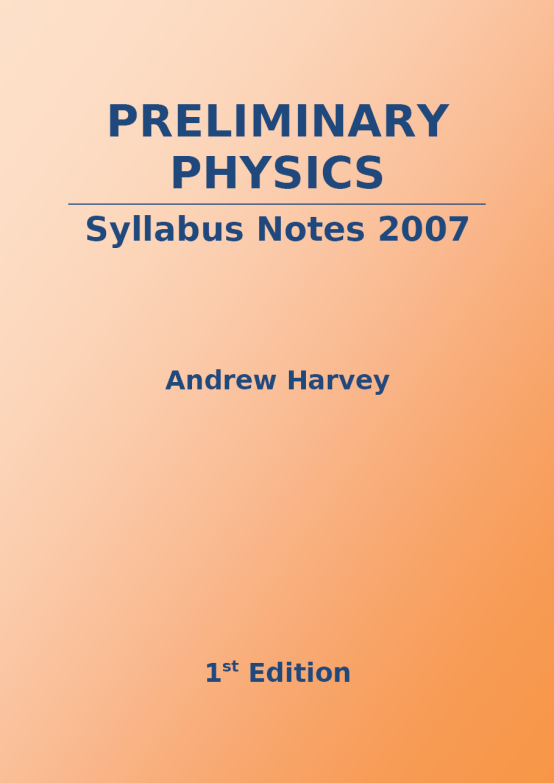 PRELIMINARY
PHYSICS
Syllabus Notes 2007
Andrew Harvey
1st Edition